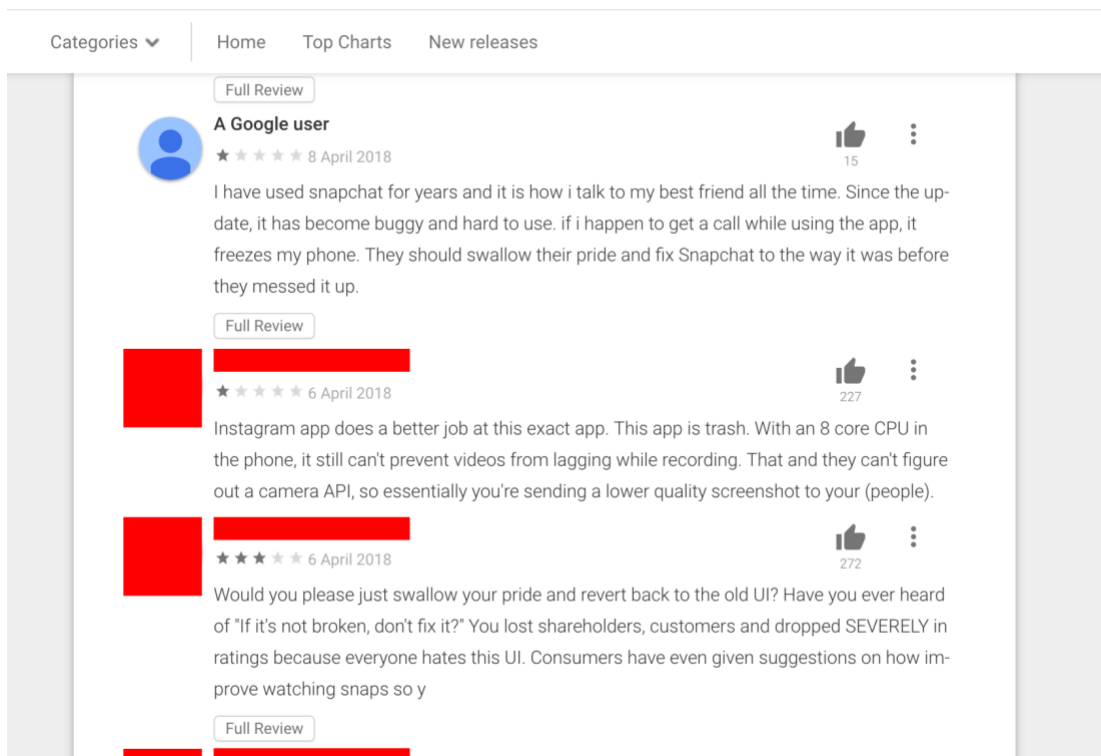 Categories
Home
Top Charts
New releases
Full Review
A Google user
8 April 2018
15
I have used snapchat for years and it is how i talk to my best friend all the time. Since the up-
date, it has become buggy and hard to use. if i happen to get a call while using the app, it
freezes my phone. They should swallow their pride and fix Snapchat to the way it was before
they messed it up.
Full Review
6 April 2018
227
Instagram app does a better job at this exact app. This app is trash. With an 8 core CPU in
the phone, it still can't prevent videos from lagging while recording. That and they can't figure
out a camera API, so essentially you're sending a lower quality screenshot to your (people).
6 April 2018
272
Would you please just swallow your pride and revert back to the old UI? Have you ever heard
of "If it's not broken, don't fix it?" You lost shareholders, customers and dropped SEVERELY in
ratings because everyone hates this UI. Consumers have even given suggestions on how im-
prove watching snaps so y
Full Review